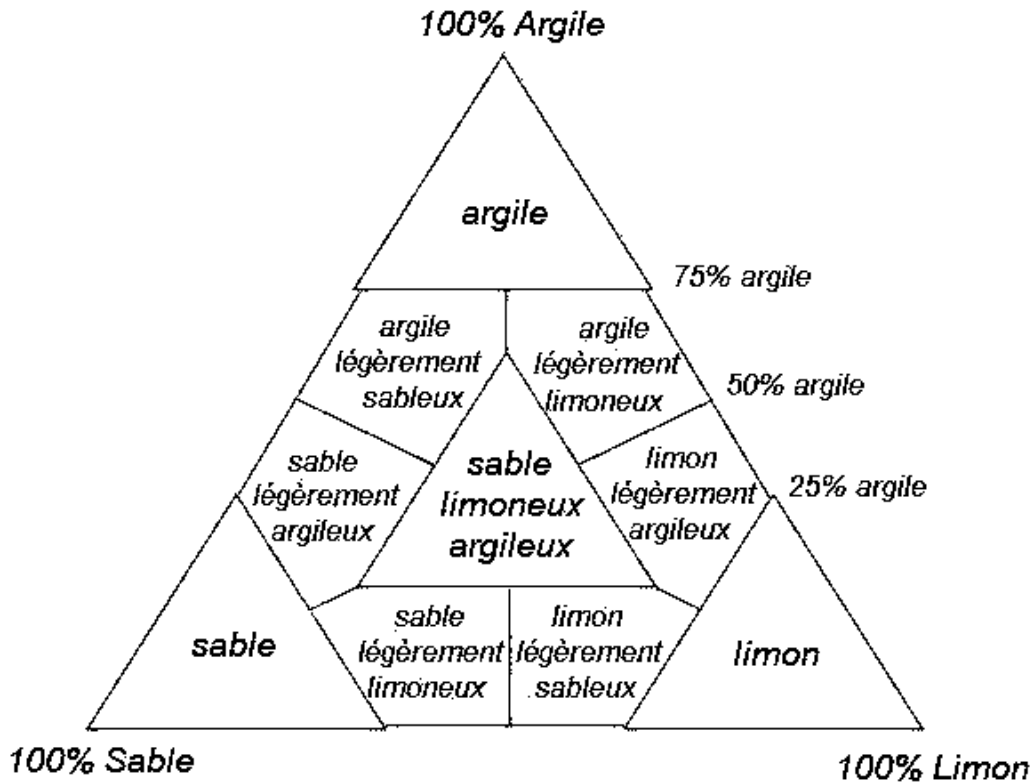 100% Argile
argile
75% argile
argile
légèrement
sableux
argile
légèrement
limoneux
50% argile
sable
légèrement
argileux
sable
limoneux
argileux
limon
légèrement
argileux
25% argile
sable
sable
légèrement
limoneux
limon
légèrement
sableux
limon
100% Sable
100% Limon